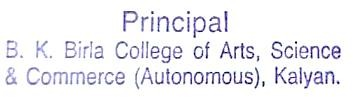 Principal
B. K. Birla College of Arts, Science
& Commerce (Autonomous), Kalyan.